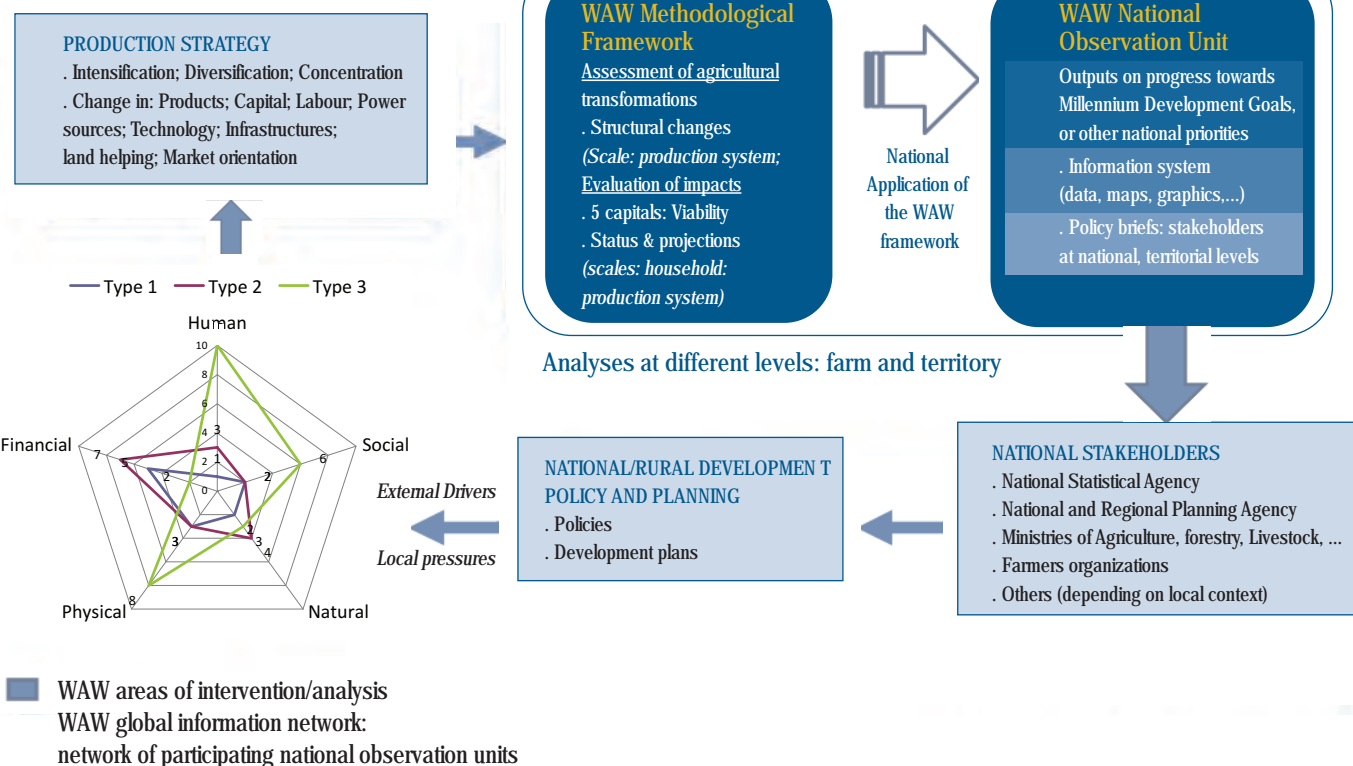 PRODUCTION STRATEGY
. Intensification; Diversification; Concentration
. Change in: Products; Capital; Labour; Power
sources; Technology; Infrastructures;
land helping; Market orientation
WAW Methodological
Framework
Assessment of agricultural
transformations
. Structural changes
(Scale: production system;
Evaluation of impacts
. 5 capitals: Viability
. Status & projections
(scales: household:
production system)
National
Application of
the WAW
framework
WAW National
Observation Unit
Outputs on progress towards
Millennium Development Goals,
or other national priorities
. Information system
(data, maps, graphics,...)
. Policy briefs: stakeholders
at national, territorial levels
Analyses at different levels: farm and territory
Type 1 Type 2 Type 3
Human
10
8
6
4 3
2 1
0
Financial 7 5 2
Social 6 2
Physical 8 3
Natural 4 3 2
External Drivers
Local pressures
NATIONAL/RURAL DEVELOPMEN T
POLICY AND PLANNING
. Policies
. Development plans
NATIONAL STAKEHOLDERS
. National Statistical Agency
. National and Regional Planning Agency
. Ministries of Agriculture, forestry, Livestock, ...
. Farmers organizations
. Others (depending on local context)
WAW areas of intervention/analysis
WAW global information network:
network of participating national observation units